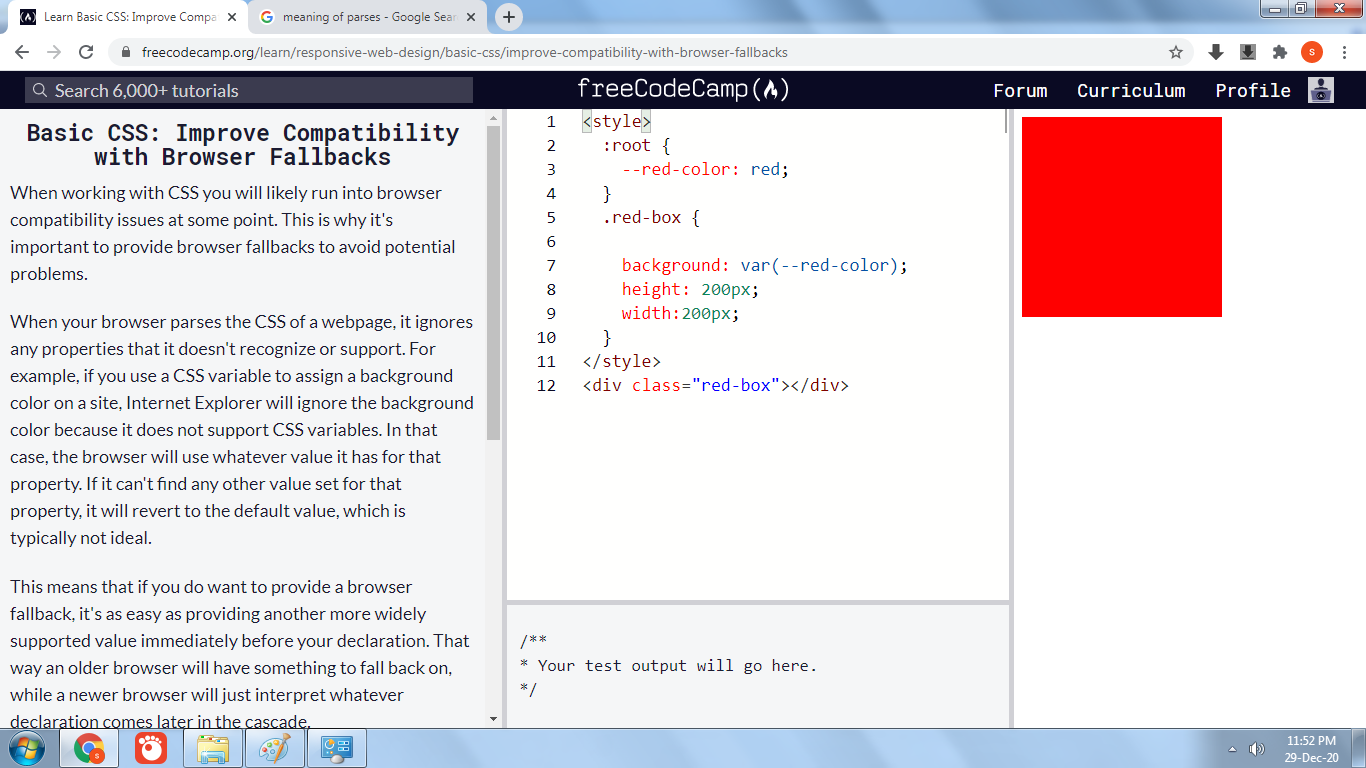 Learn Basic CSS: Improve Compa
meaning of parses - Google Sear
freecodecamp.org/learn/responsive-web-design/basic-css/improve-compatibility-with-browser-fallbacks
S
Search 6,000+ tutorials
freeCodeCamp
Forum Curriculum Profile
Basic CSS: Improve Compatibility
with Browser Fallbacks
When working with CSS you will likely run into browser
compatibility issues at some point. This is why it's
important to provide browser fallbacks to avoid potential
problems.
When your browser parses the CSS of a webpage, it ignores
any properties that it doesn't recognize or support. For
example, if you use a CSS variable to assign a background
color on a site, Internet Explorer will ignore the background
color because it does not support CSS variables. In that
case, the browser will use whatever value it has for that
property. If it can't find any other value set for that
property, it will revert to the default value, which is
typically not ideal.
This means that if you do want to provide a browser
fallback, it's as easy as providing another more widely
supported value immediately before your declaration. That
way an older browser will have something to fall back on,
while a newer browser will just interpret whatever
declaration comes later in the cascade.
1 <style>
2 :root {
3 --red-color: red;
4 }
5 .red-box {
6
7 background: var(--red-color);
8 height: 200px;
9 width:200px;
10 }
11 </style>
12 <div class="red-box"></div>
/**
* Your test output will go here.
*/
S
11:52 PM
29-Dec-20